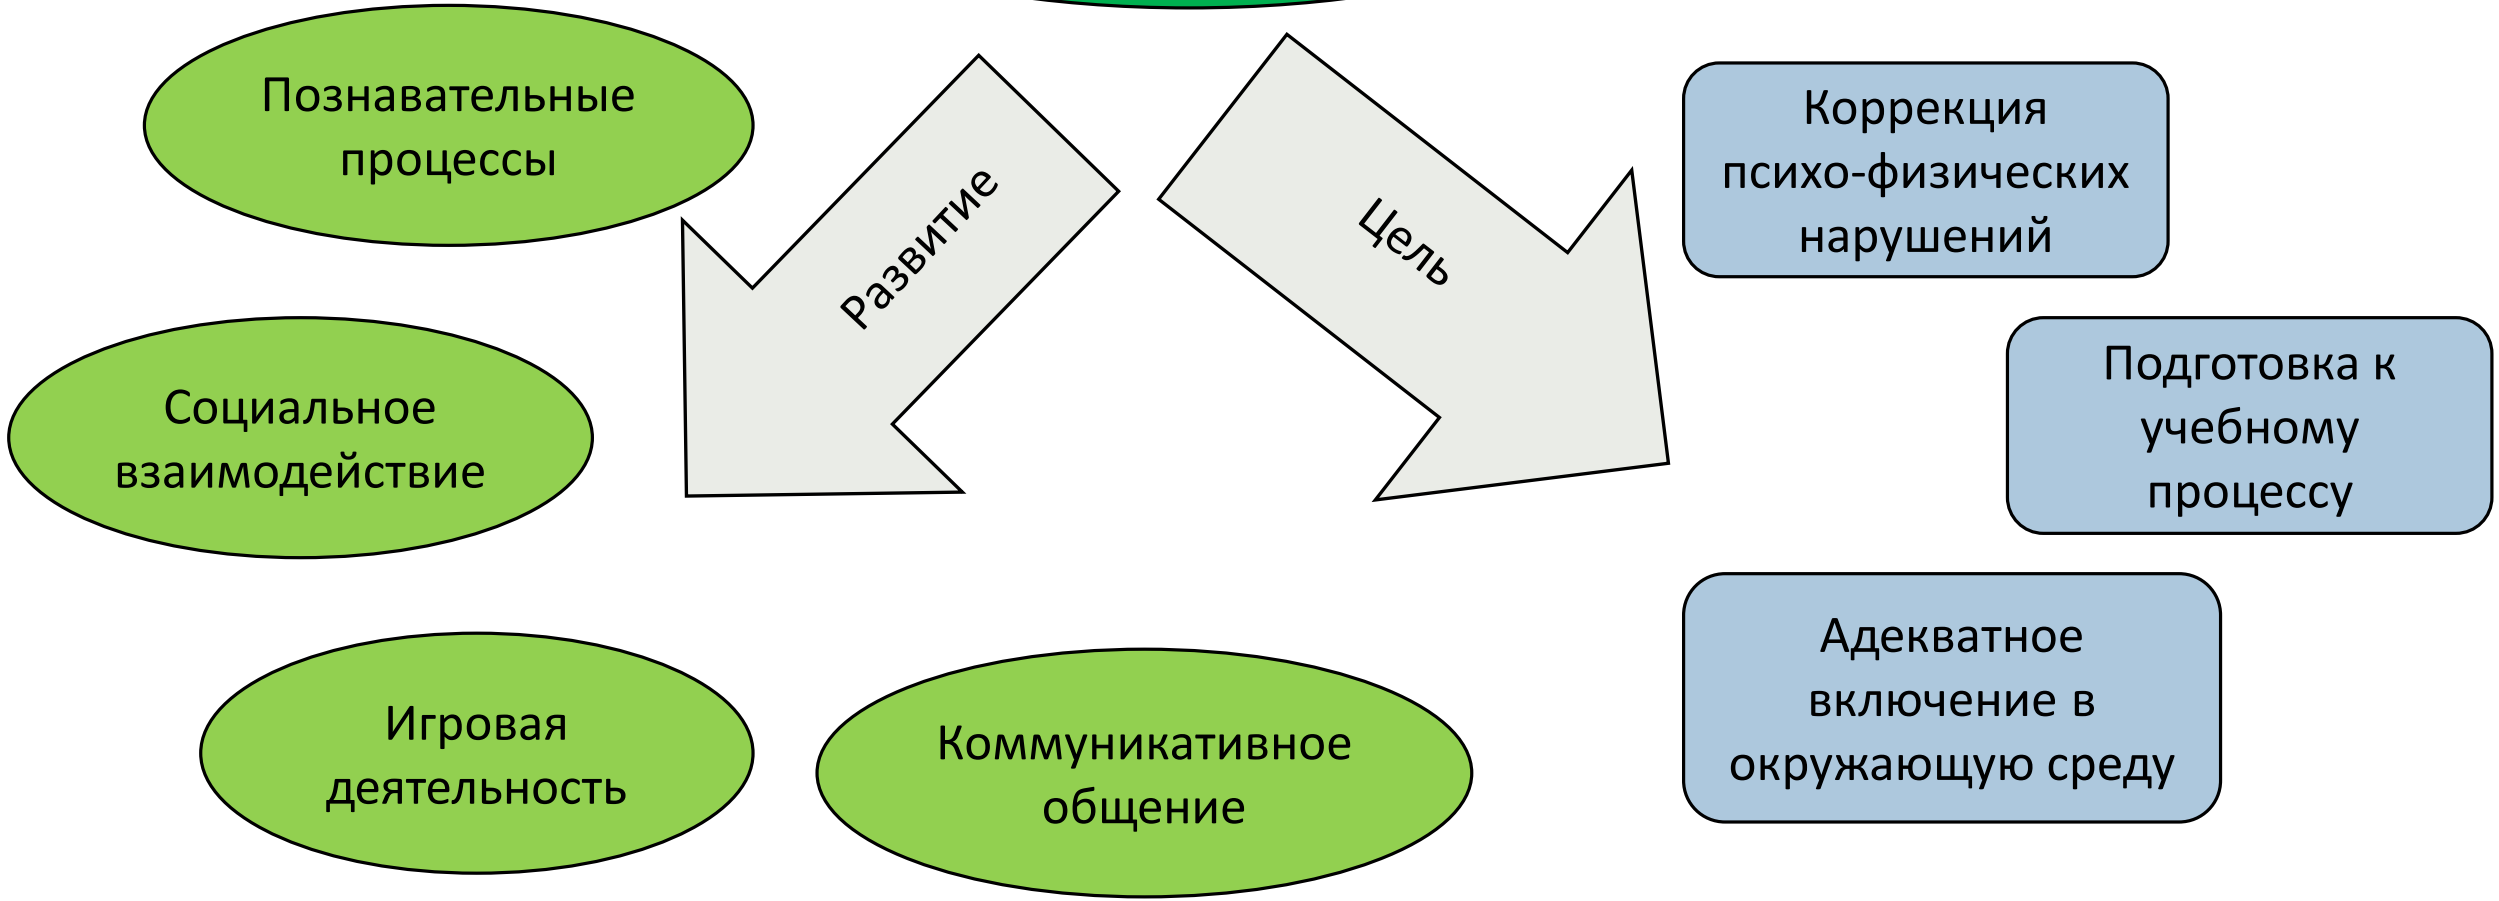 Познавательные
процессы
Развитие
Цель
Коррекция
психо-физических
нарушений
Социальное
взаимодействие
Подготовка к
учебному
процессу
Игровая
деятельность
Коммуникативное
общение
Адекватное
включение в
окружающую среду